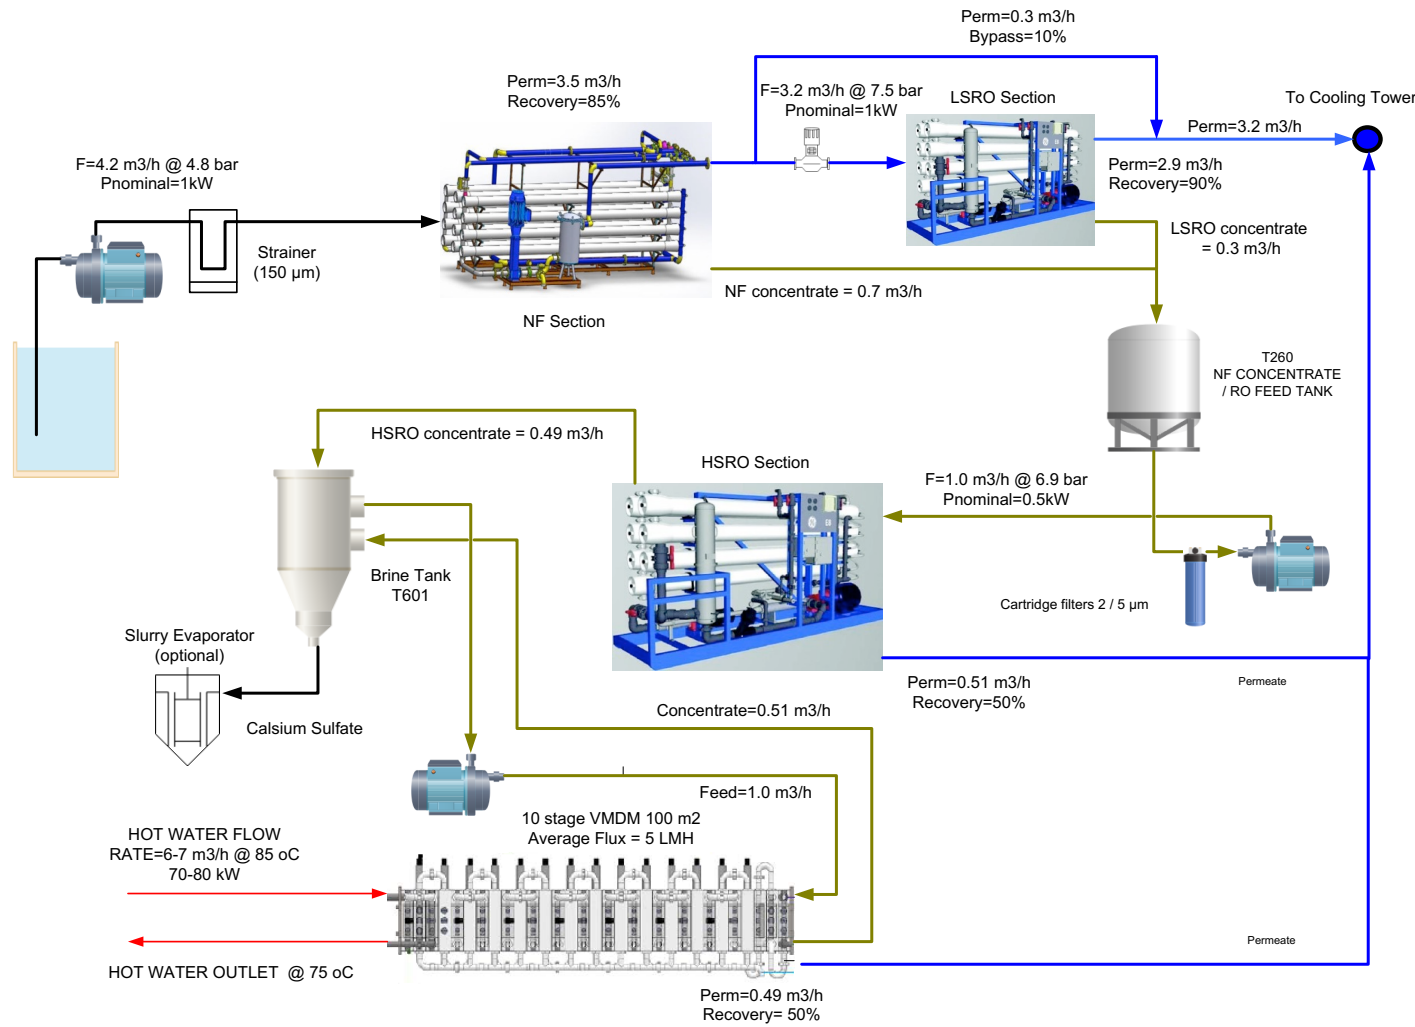 Perm=0.3 m3/h
Bypass=10%
Perm=3.5 m3/h
Recovery=85%
F=3.2 m3/h @ 7.5 bar
Pnominal=1kW
LSRO Section
To Cooling Tower
Perm=3.2 m3/h
F=4.2 m3/h @ 4.8 bar
Pnominal=1kW
Perm=2.9 m3/h
Recovery=90%
Strainer
(150 µm)
LSRO concentrate
= 0.3 m3/h
NF concentrate = 0.7 m3/h
NF Section
T260
NF CONCENTRATE
/ RO FEED TANK
HSRO concentrate = 0.49 m3/h
HSRO Section
F=1.0 m3/h @ 6.9 bar
Pnominal=0.5kW
Brine Tank
T601
Cartridge filters 2 / 5 µm
Slurry Evaporator
(optional)
Perm=0.51 m3/h
Recovery=50%
Permeate
Concentrate=0.51 m3/h
Calsium Sulfate
Feed=1.0 m3/h
10 stage VMDM 100 m2
Average Flux = 5 LMH
HOT WATER FLOW
RATE=6-7 m3/h @ 85 oC
70-80 kW
Permeate
HOT WATER OUTLET @ 75 oC
Perm=0.49 m3/h
Recovery= 50%